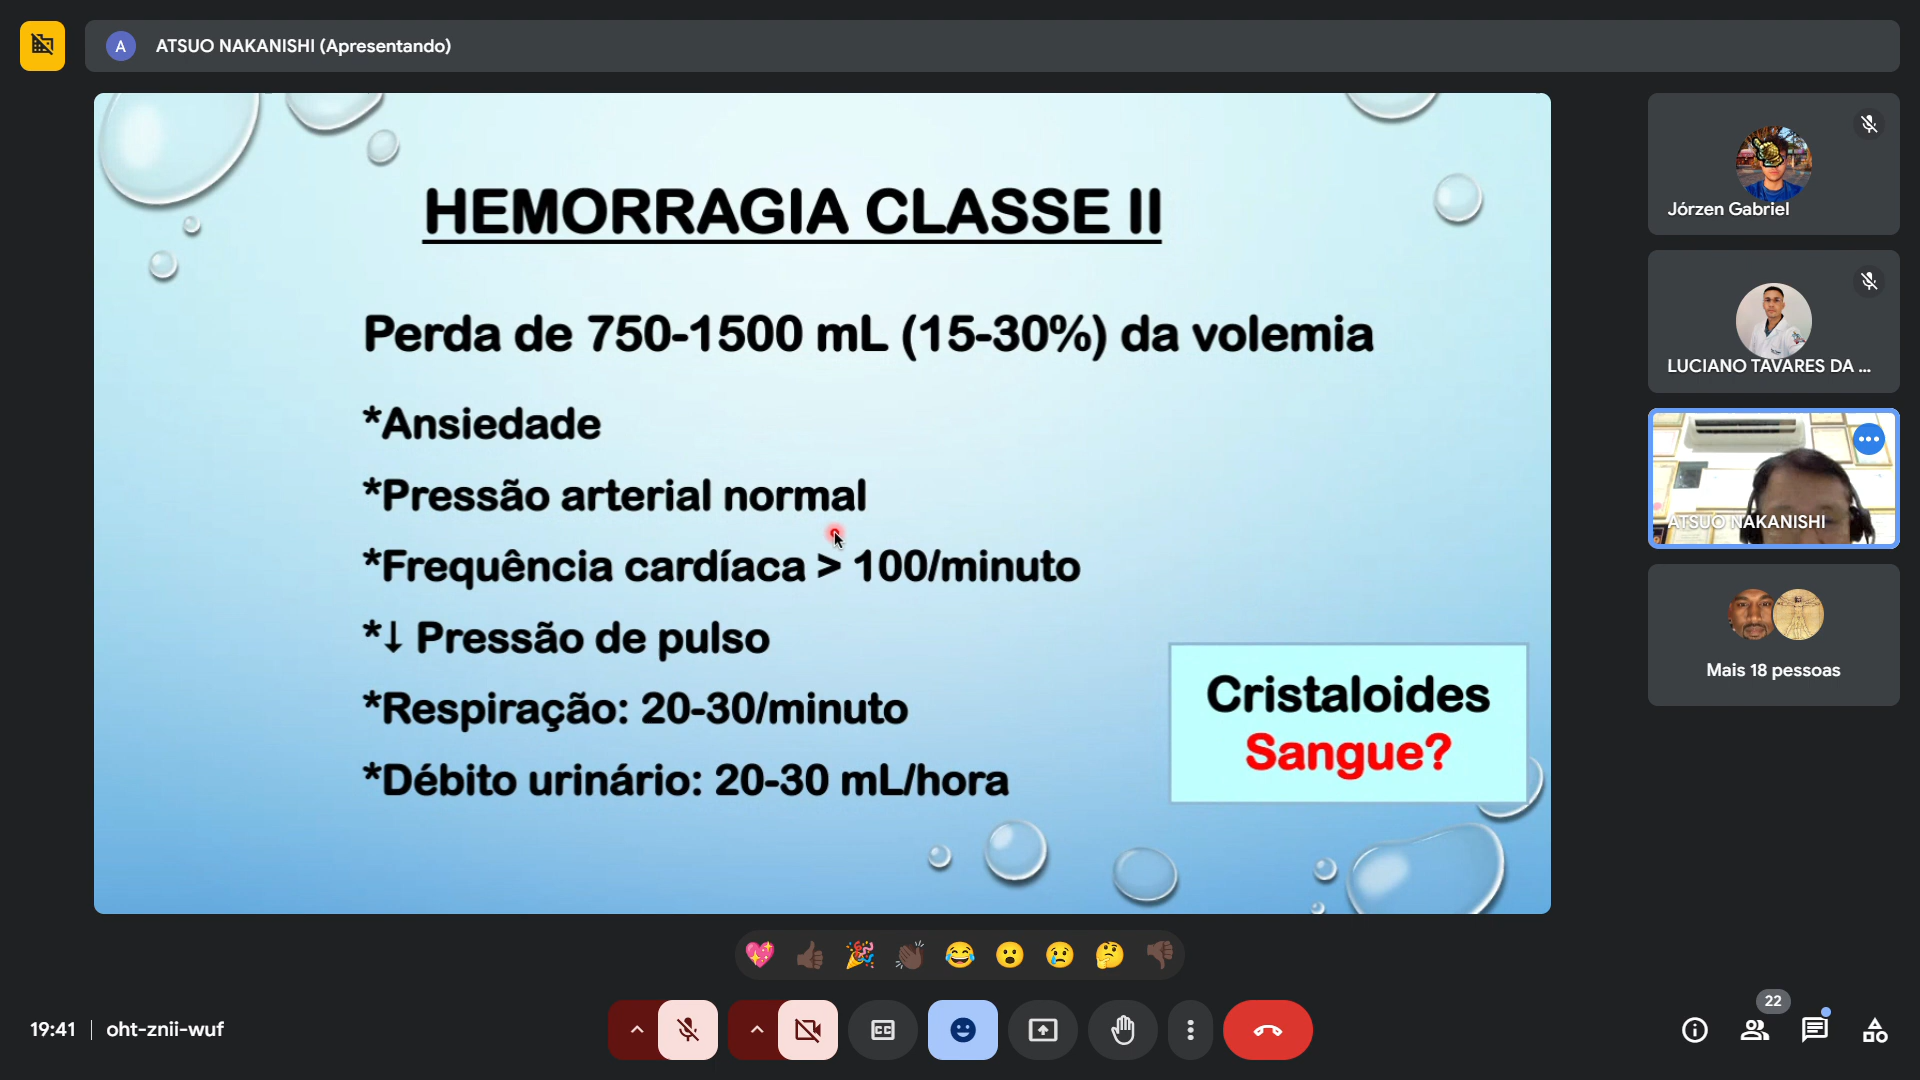 A ATSUO NAKANISHI (Apresentando)
HEMORRAGIA CLASSE II
Perda de 750-1500 mL (15-30%) da volemia
*Ansiedade
*Pressão arterial normal
*Frequência cardíaca > 100/minuto
*↓ Pressão de pulso
*Respiração: 20-30/minuto
*Débito urinário: 20-30 mL/hora
Cristaloides
Sangue?
Jórzen Gabriel
LUCIANO TAVARES DA ...
ATSUO NAKANISHI
Mais 18 pessoas
19:41 | oht-znii-wuf
CC
22